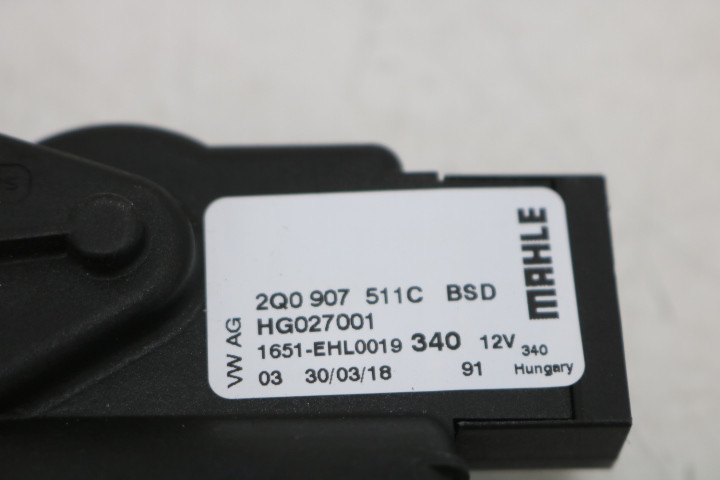 2Q0 907 511C BSD
HG027001
1651-EHL0019 340 12V 340
03 30/03/18 91 Hungary
VW AG
MAHLE